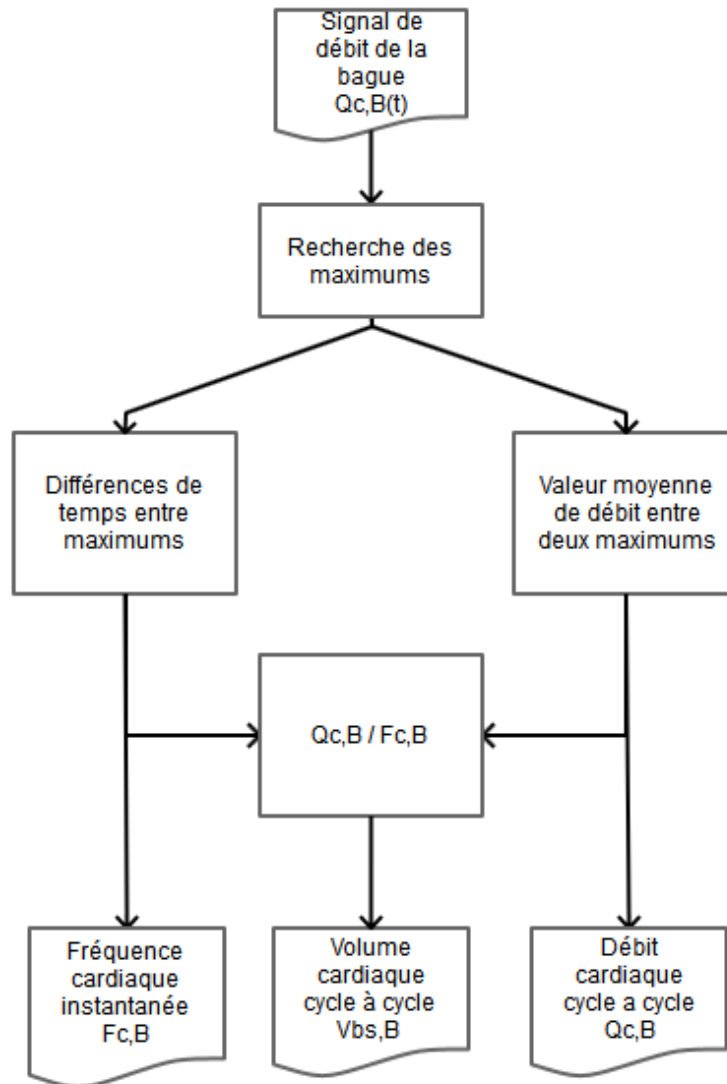 Signal de
débit de la
bague
Qc,B(t)
Recherche des
maximums
Différences de
temps entre
maximums
Valeur moyenne
de débit entre
deux maximums
Qc,B / Fc,B
Fréquence
cardiaque
instantanée
Fc,B
Volume
cardiaque
cycle à cycle
Vbs,B
Débit
cardiaque
cycle a cycle
Qc,B